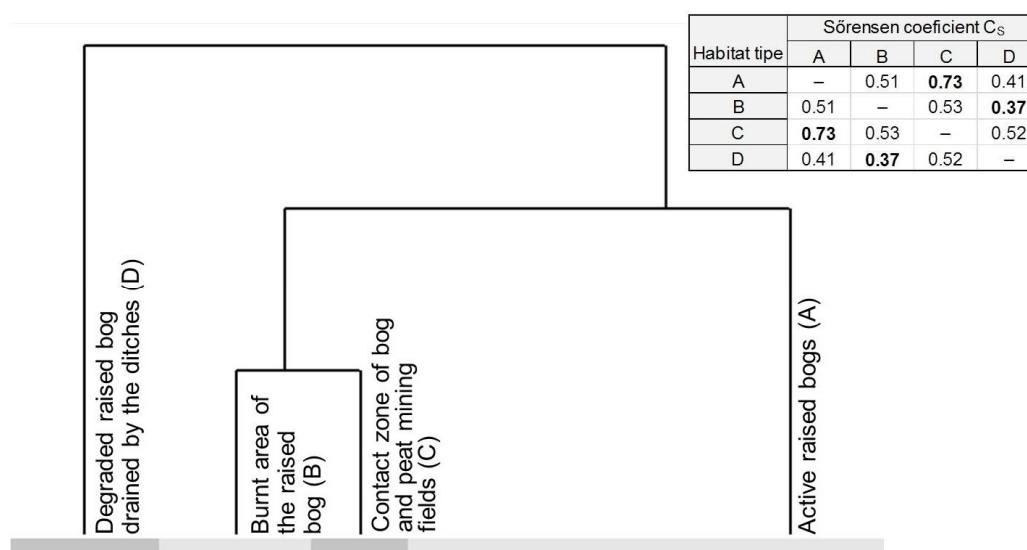 Sőrensen coeficient CS
Habitat tipe A B C D
A – 0.51 0.73 0.41
B 0.51 – 0.53 0.37
C 0.73 0.53 – 0.52
D 0.41 0.37 0.52 –
Degraded raised bog
drained by the ditches (D)
Burnt area of
the raised
bog (B)
Contact zone of bog
and peat mining
fields (C)
Active raised bogs (A)